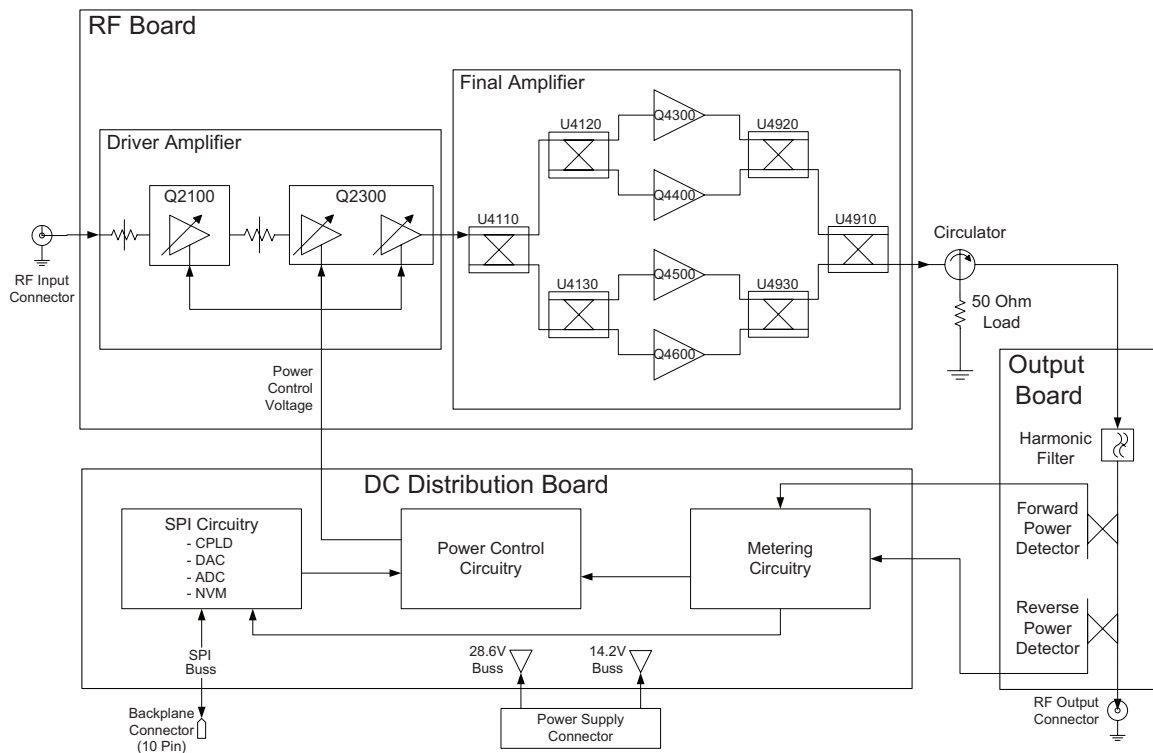 RF Board
Final Amplifier
Driver Amplifier
Q2100
Q2300
RF Input
Connector
U4110
U4120
U4130
Q4300
Q4400
Q4500
Q4600
U4920
U4930
U4910
Circulator
50 Ohm
Load
Power
Control
Voltage
Output
Board
Harmonic
Filter
Forward
Power
Detector
Reverse
Power
Detector
RF Output
Connector
DC Distribution Board
SPI Circuitry
- CPLD
- DAC
- ADC
- NVM
Power Control
Circuitry
Metering
Circuitry
SPI
Buss
28.6V
Buss
14.2V
Buss
Backplane
Connector
(10 Pin)
Power Supply
Connector